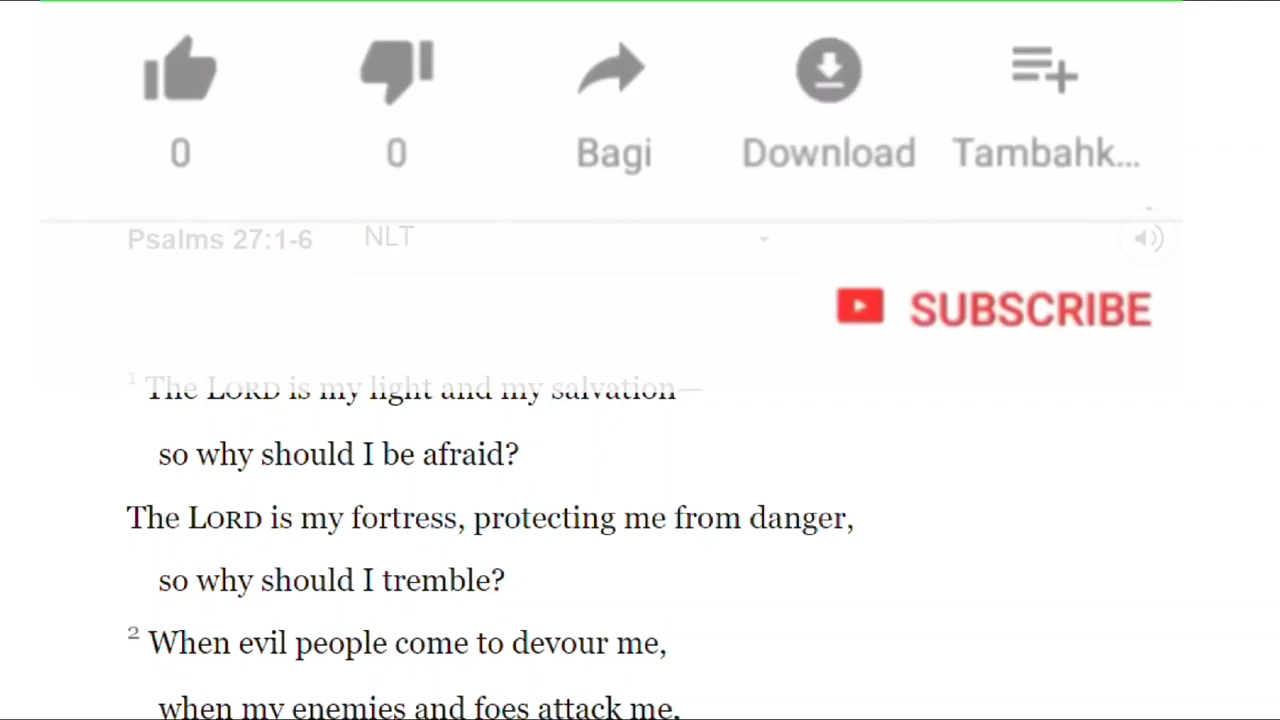 0 0 Bagi Download Tambahk...
Psalms 27:1-6 NLT
SUBSCRIBE
1 The LORD is my light and my salvation—
so why should I be afraid?
The LORD is my fortress, protecting me from danger,
so why should I tremble?
2 When evil people come to devour me,
when my enemies and foes attack me,